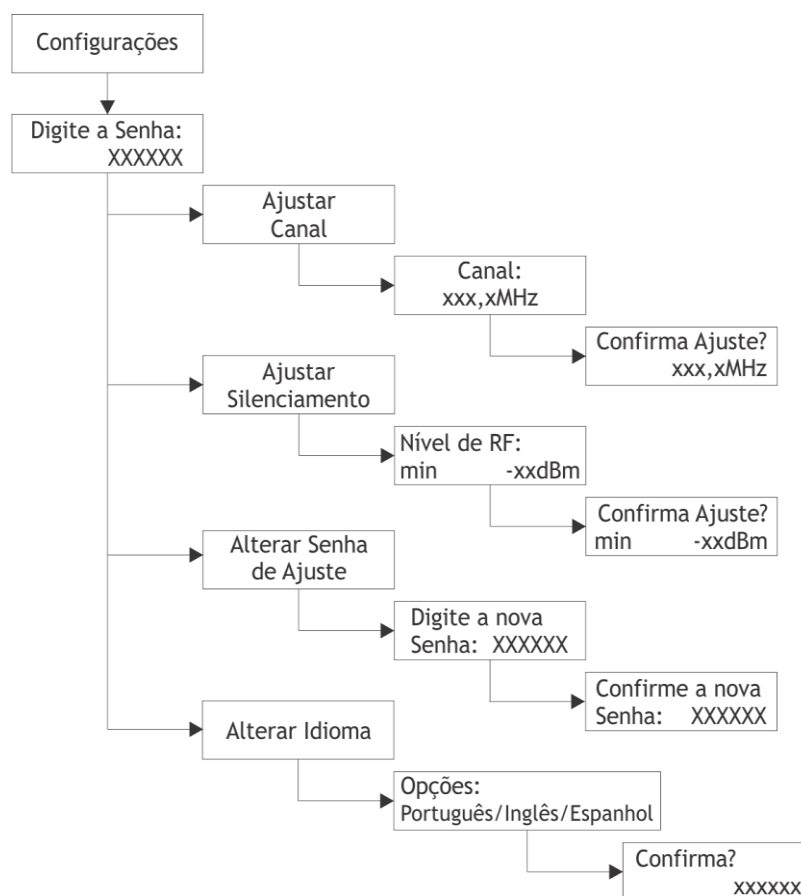 Configurações
Digite a Senha:
XXXXXX
Ajustar
Canal
Canal:
xxx,xMHz
Confirma Ajuste?
xxx,xMHz
Ajustar
Silenciamento
Nível de RF:
min -xxdBm
Confirma Ajuste?
min -xxdBm
Alterar Senha
de Ajuste
Digite a nova
Senha: XXXXXX
Confirme a nova
Senha: XXXXXX
Alterar Idioma
Opções:
Português/Inglês/Espanhol
Confirma?
xxxxxx